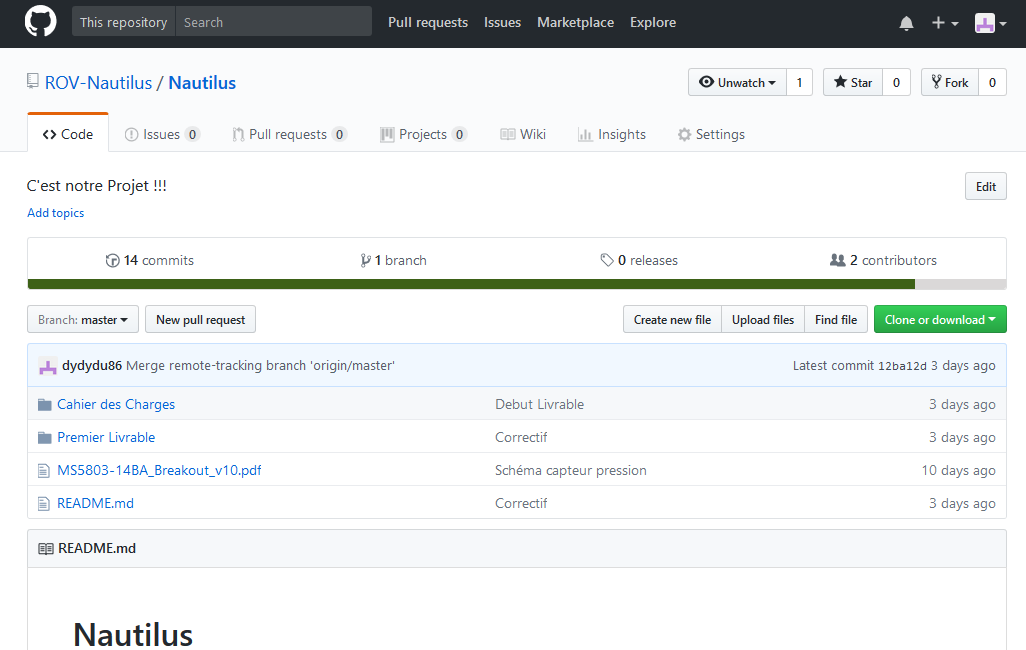 This repository Search Pull requests Issues Marketplace Explore
ROV-Nautilus / Nautilus Unwatch 1 Star 0 Fork 0
Code Issues 0 Pull requests 0 Projects 0 Wiki Insights Settings
C'est notre Projet !!! Edit
Add topics
14 commits 1 branch 0 releases 2 contributors
Branch: master New pull request Create new file Upload files Find file Clone or download
dydydu86 Merge remote-tracking branch 'origin/master' Latest commit 12ba12d 3 days ago
Cahier des Charges Debut Livrable 3 days ago
Premier Livrable Correctif 3 days ago
MS5803-14BA_Breakout_v10.pdf Schéma capteur pression 10 days ago
README.md Correctif 3 days ago
README.md
Nautilus